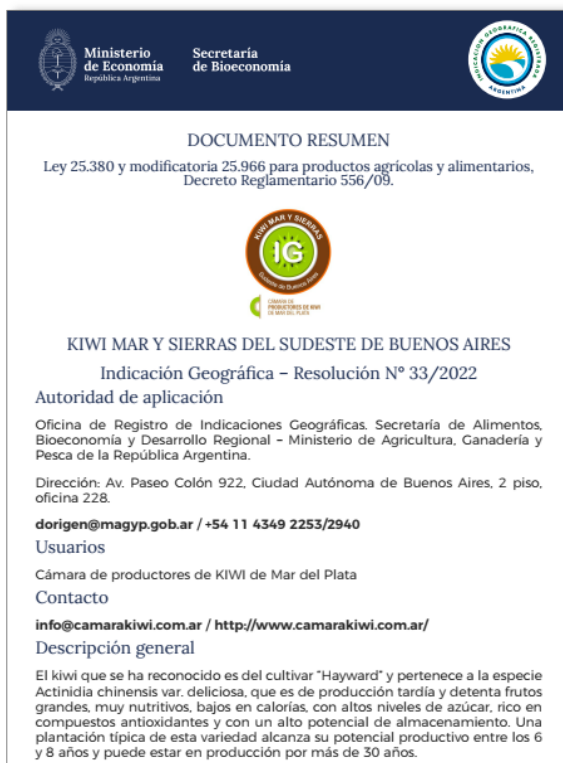 Ministerio
de Economía
República Argentina
Secretaría
de Bioeconomía
INDICACIÓN GEOGRÁFICA REGISTRADA
ARGENTINA
DOCUMENTO RESUMEN
Ley 25.380 y modificatoria 25.966 para productos agrícolas y alimentarios,
Decreto Reglamentario 556/09.
KIWI MAR Y SIERRAS
IG
Sudeste de Buenos Aires
CÁMARA DE
PRODUCTORES DE KIWI
DE MAR DEL PLATA
KIWI MAR Y SIERRAS DEL SUDESTE DE BUENOS AIRES
Indicación Geográfica – Resolución Nº 33/2022
Autoridad de aplicación
Oficina de Registro de Indicaciones Geográficas. Secretaría de Alimentos,
Bioeconomía y Desarrollo Regional – Ministerio de Agricultura, Ganadería y
Pesca de la República Argentina.
Dirección: Av. Paseo Colón 922, Ciudad Autónoma de Buenos Aires, 2 piso,
oficina 228.
dorigen@magyp.gob.ar / +54 11 4349 2253/2940
Usuarios
Cámara de productores de KIWI de Mar del Plata
Contacto
info@camarakiwi.com.ar / http://www.camarakiwi.com.ar/
Descripción general
El kiwi que se ha reconocido es del cultivar "Hayward" y pertenece a la especie
Actinidia chinensis var. deliciosa, que es de producción tardía y detenta frutos
grandes, muy nutritivos, bajos en calorías, con altos niveles de azúcar, rico en
compuestos antioxidantes y con un alto potencial de almacenamiento. Una
plantación típica de esta variedad alcanza su potencial productivo entre los 6
y 8 años y puede estar en producción por más de 30 años.